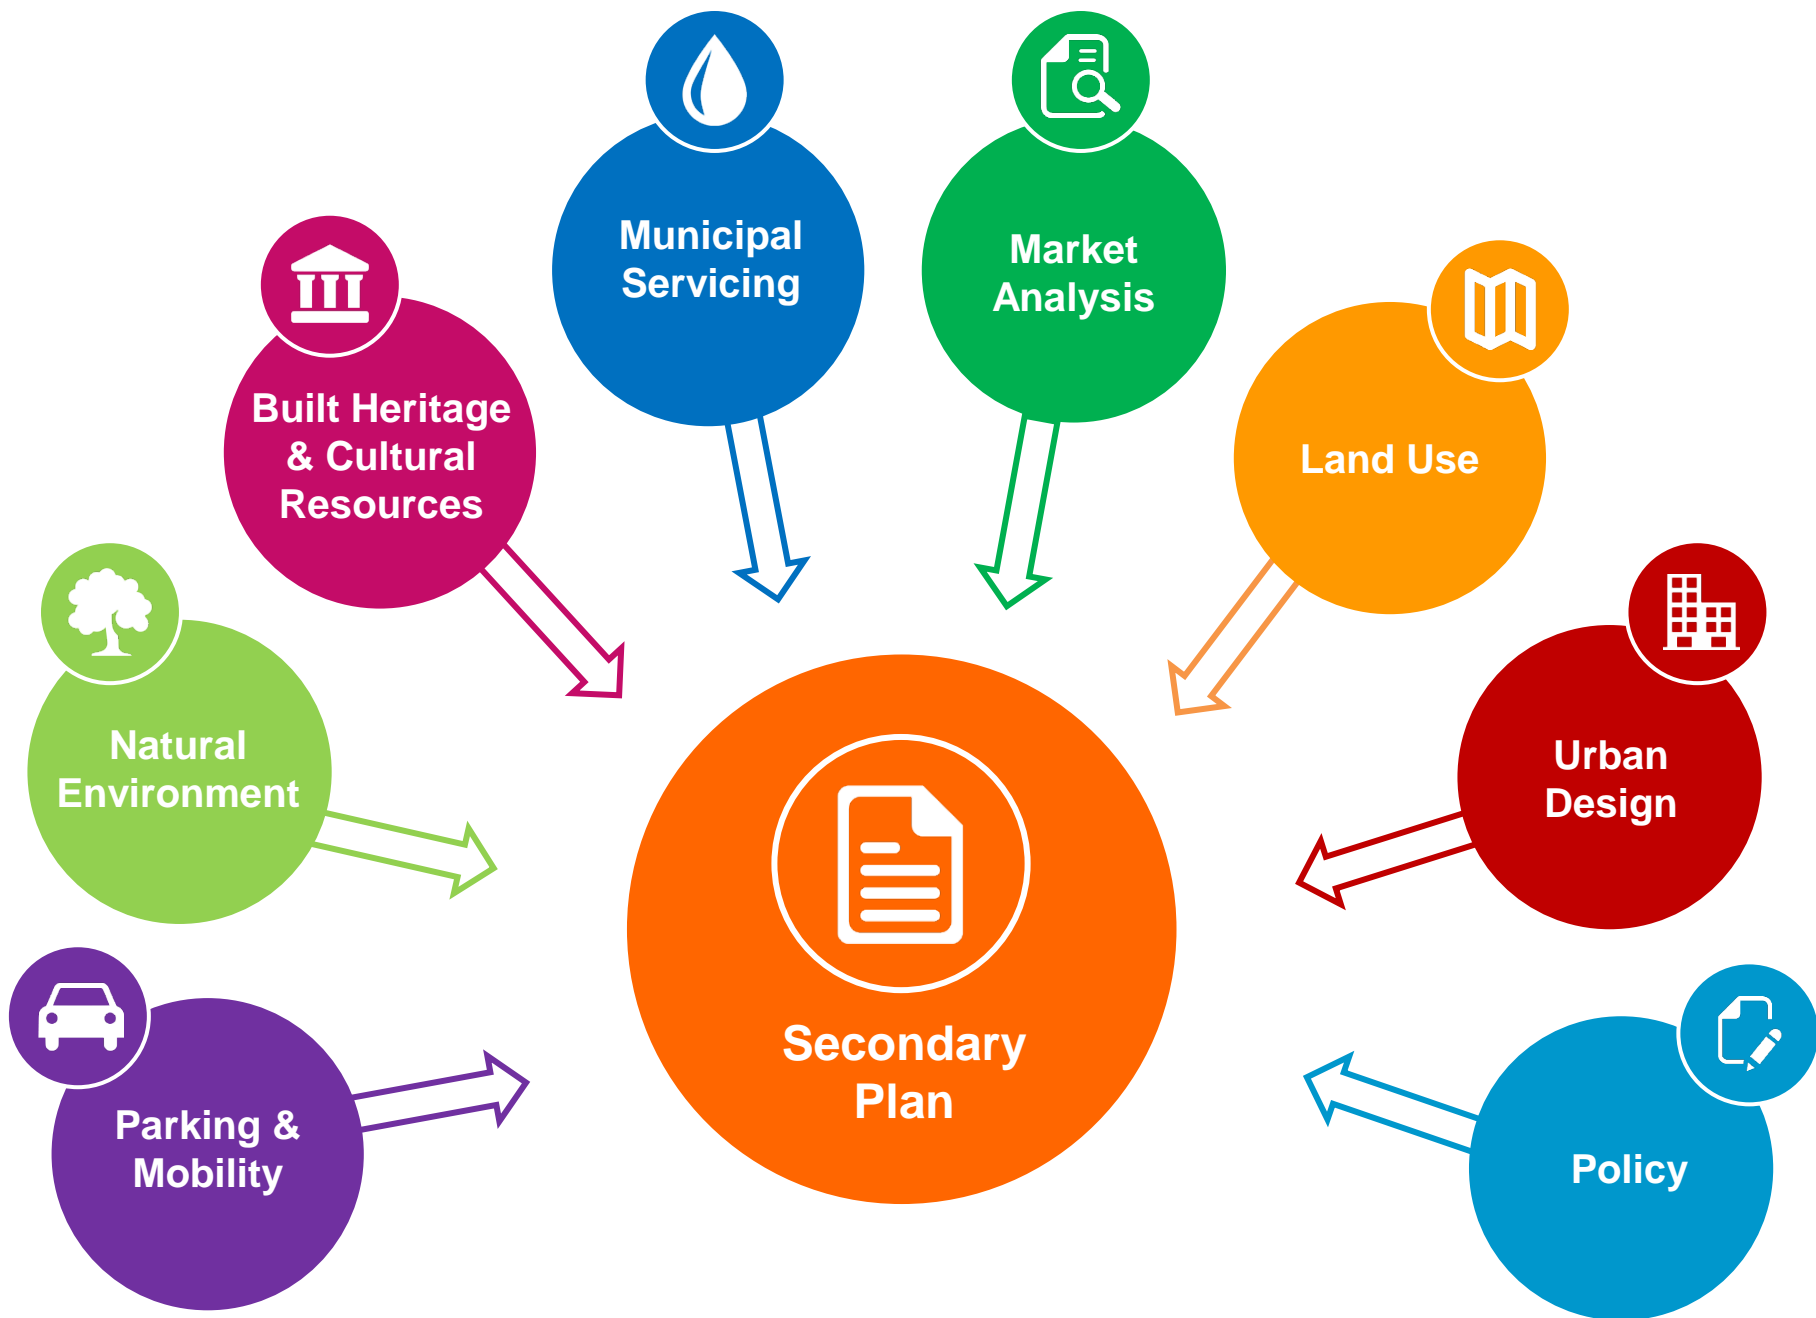 Municipal
Servicing
Market
Analysis
Built Heritage
& Cultural
Resources
Land Use
Natural
Environment
Urban
Design
Secondary
Plan
Parking &
Mobility
Policy